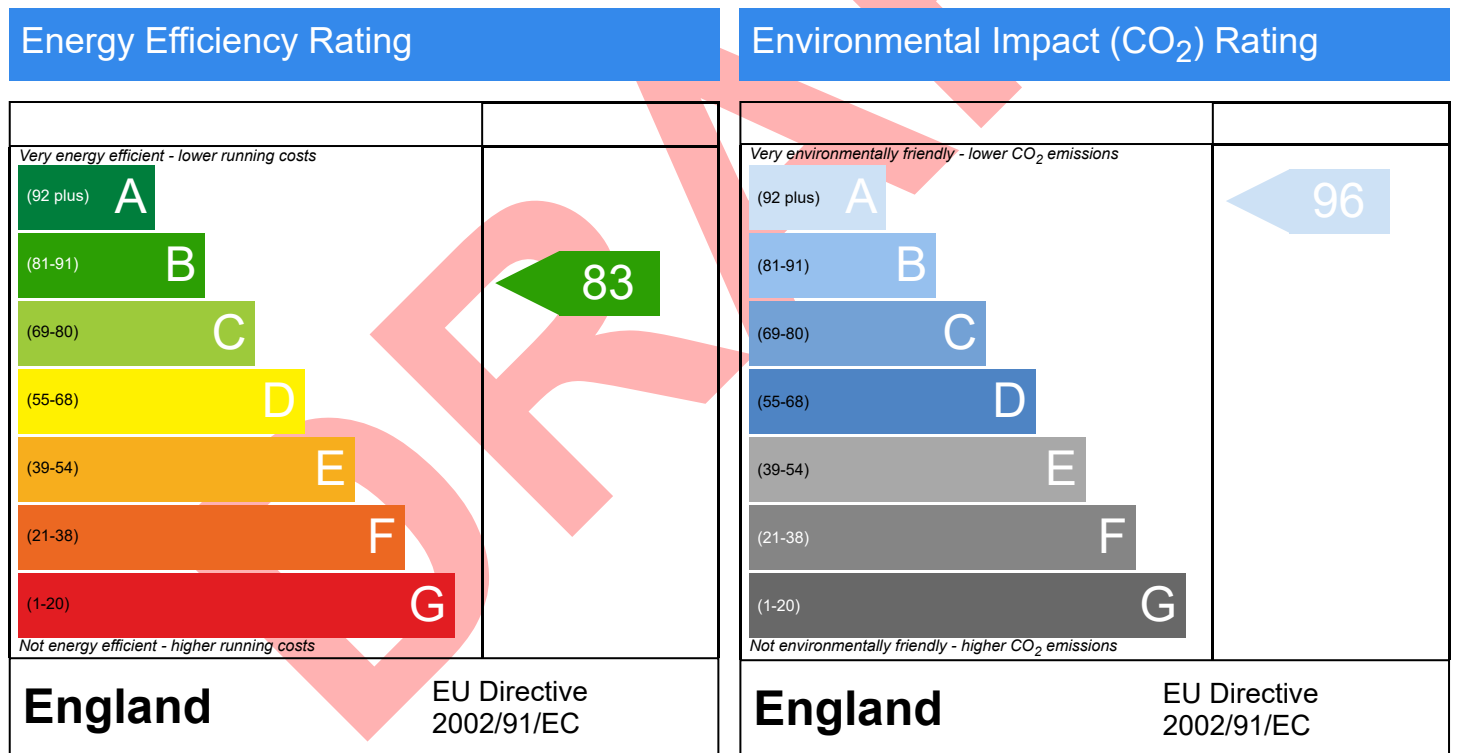 Energy Efficiency Rating
Very energy efficient - lower running costs
(92 plus) A
(81-91) B
(69-80) C
(55-68) D
(39-54) E
(21-38) F
(1-20) G
Not energy efficient - higher running costs
83
England
EU Directive
2002/91/EC
Environmental Impact (CO₂) Rating
Very environmentally friendly - lower CO₂ emissions
(92 plus) A
(81-91) B
(69-80) C
(55-68) D
(39-54) E
(21-38) F
(1-20) G
Not environmentally friendly - higher CO₂ emissions
96
England
EU Directive
2002/91/EC